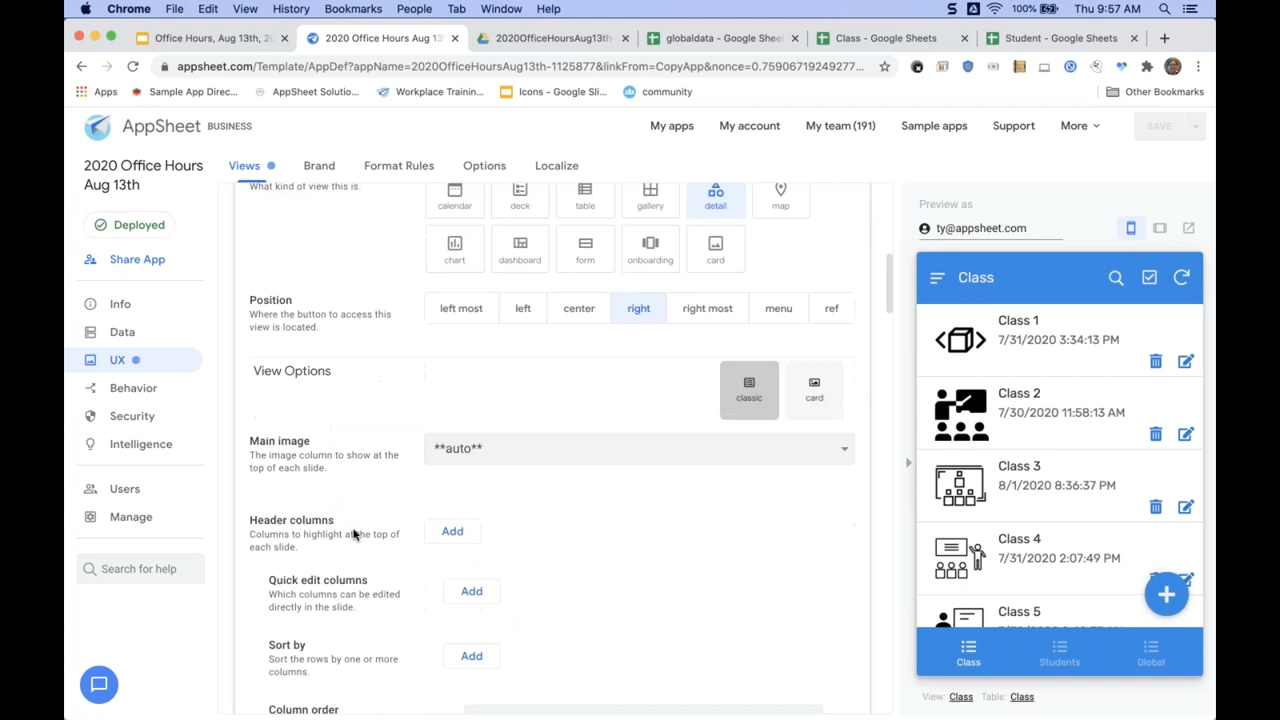 Chrome File Edit View History Bookmarks People Tab Window Help 100% Thu 9:57 AM
Office Hours, Aug 13th, 2 2020 Office Hours Aug 13 2020OfficeHoursAug13th globaldata - Google Sheet Class - Google Sheets Student - Google Sheets
appsheet.com/Template/AppDef?appName=2020OfficeHoursAug13th-1125877&linkFrom=CopyApp&nonce=0.75906719249277...
Apps Sample App Direc... AppSheet Solutio... Workplace Trainin... Icons - Google Sli... community Other Bookmarks
AppSheet BUSINESS My apps My account My team (191) Sample apps Support More SAVE
2020 Office Hours
Aug 13th
Views Brand Format Rules Options Localize
Deployed
Share App
Info
Data
UX
Behavior
Security
Intelligence
Users
Manage
Search for help
What kind of view this is.
calendar deck table gallery detail map
chart dashboard form onboarding card
Position
Where the button to access this
view is located.
left most left center right right most menu ref
View Options
classic card
Main image
The image column to show at the
top of each slide.
**auto**
Header columns
Columns to highlight at the top of
each slide.
Add
Quick edit columns
Which columns can be edited
directly in the slide.
Add
Sort by
Sort the rows by one or more
columns.
Add
Column order
Preview as
ty@appsheet.com
Class
Class 1
7/31/2020 3:34:13 PM
Class 2
7/30/2020 11:58:13 AM
Class 3
8/1/2020 8:36:37 PM
Class 4
7/31/2020 2:07:49 PM
Class 5
Class Students Global
View: Class Table: Class